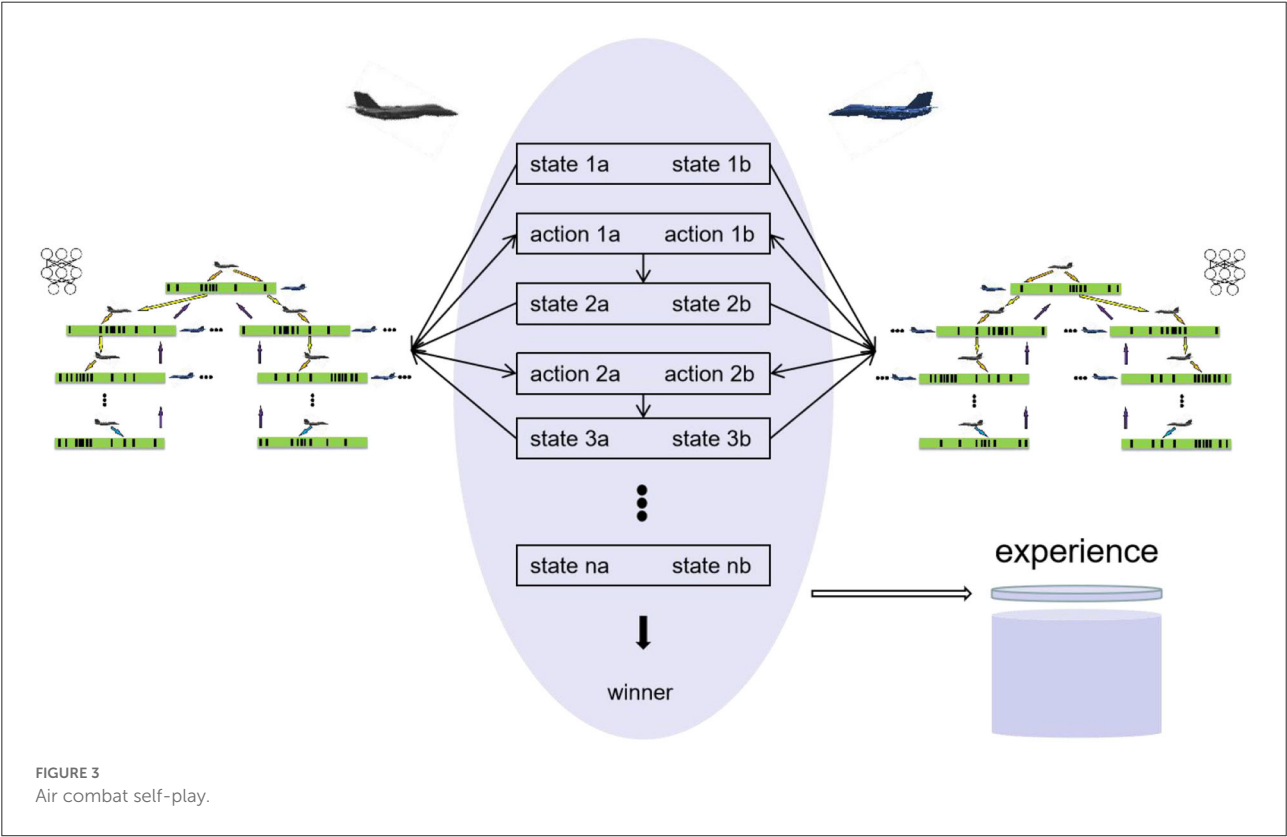 state 1a state 1b
action 1a action 1b
state 2a state 2b
action 2a action 2b
state 3a state 3b
state na state nb
experience
winner
FIGURE 3
Air combat self-play.